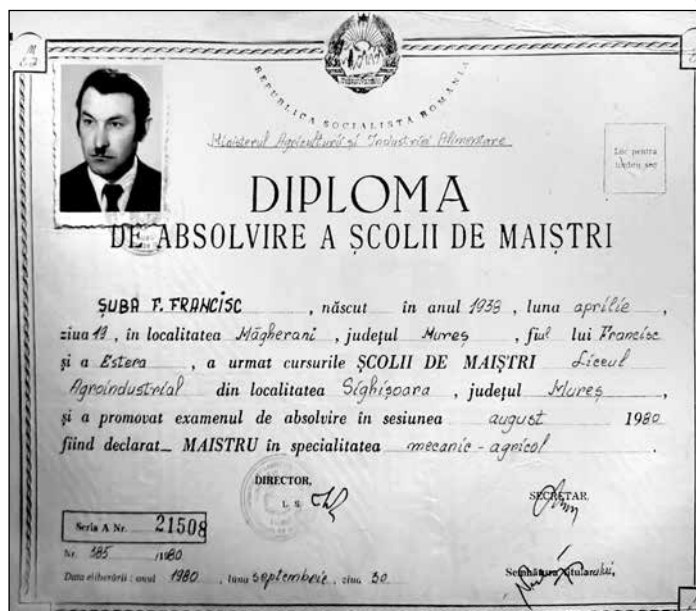 REPUBLICA SOCIALISTĂ ROMÂNIA
Ministerul Agriculturii și Industriei Alimentare
Loc pentru
timbru sec
DIPLOMA
DE ABSOLVIRE A ȘCOLII DE MAIȘTRI
ȘUBA F. FRANCISC, născut în anul 1938, luna aprilie,
ziua 19, în localitatea Măgherani, județul Mureș, fiul lui Francisc
și a Estera, a urmat cursurile ȘCOLII DE MAIȘTRI Liceul
Agroindustrial din localitatea Sighișoara, județul Mureș,
și a promovat examenul de absolvire în sesiunea august 1980
fiind declarat MAISTRU în specialitatea mecanic-agricol.
DIRECTOR,
L. S.
SECRETAR,
Seria A Nr. 21508
Nr. 385 /1980
Data eliberării: anul 1980, luna septembrie, ziua 30
Semnătura titularului,